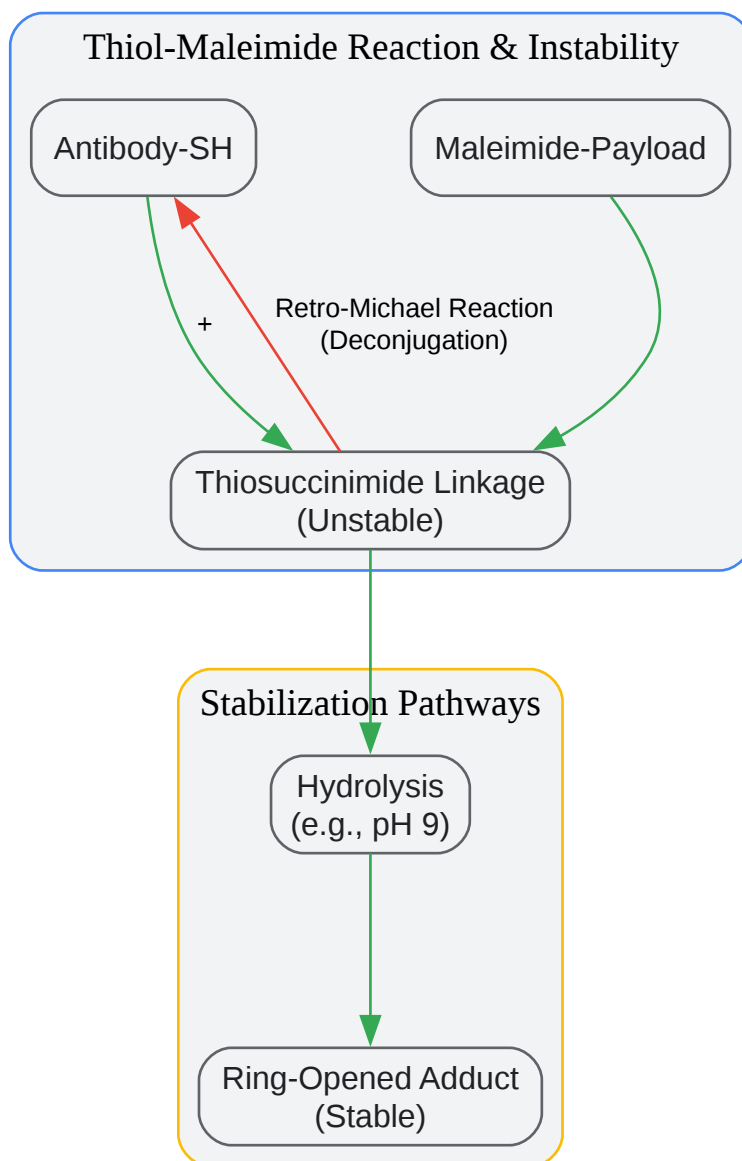 Thiol-Maleimide Reaction & Instability
Antibody-SH
Maleimide-Payload
+
Retro-Michael Reaction
(Deconjugation)
Thiosuccinimide Linkage
(Unstable)
Stabilization Pathways
Hydrolysis
(e.g., pH 9)
Ring-Opened Adduct
(Stable)